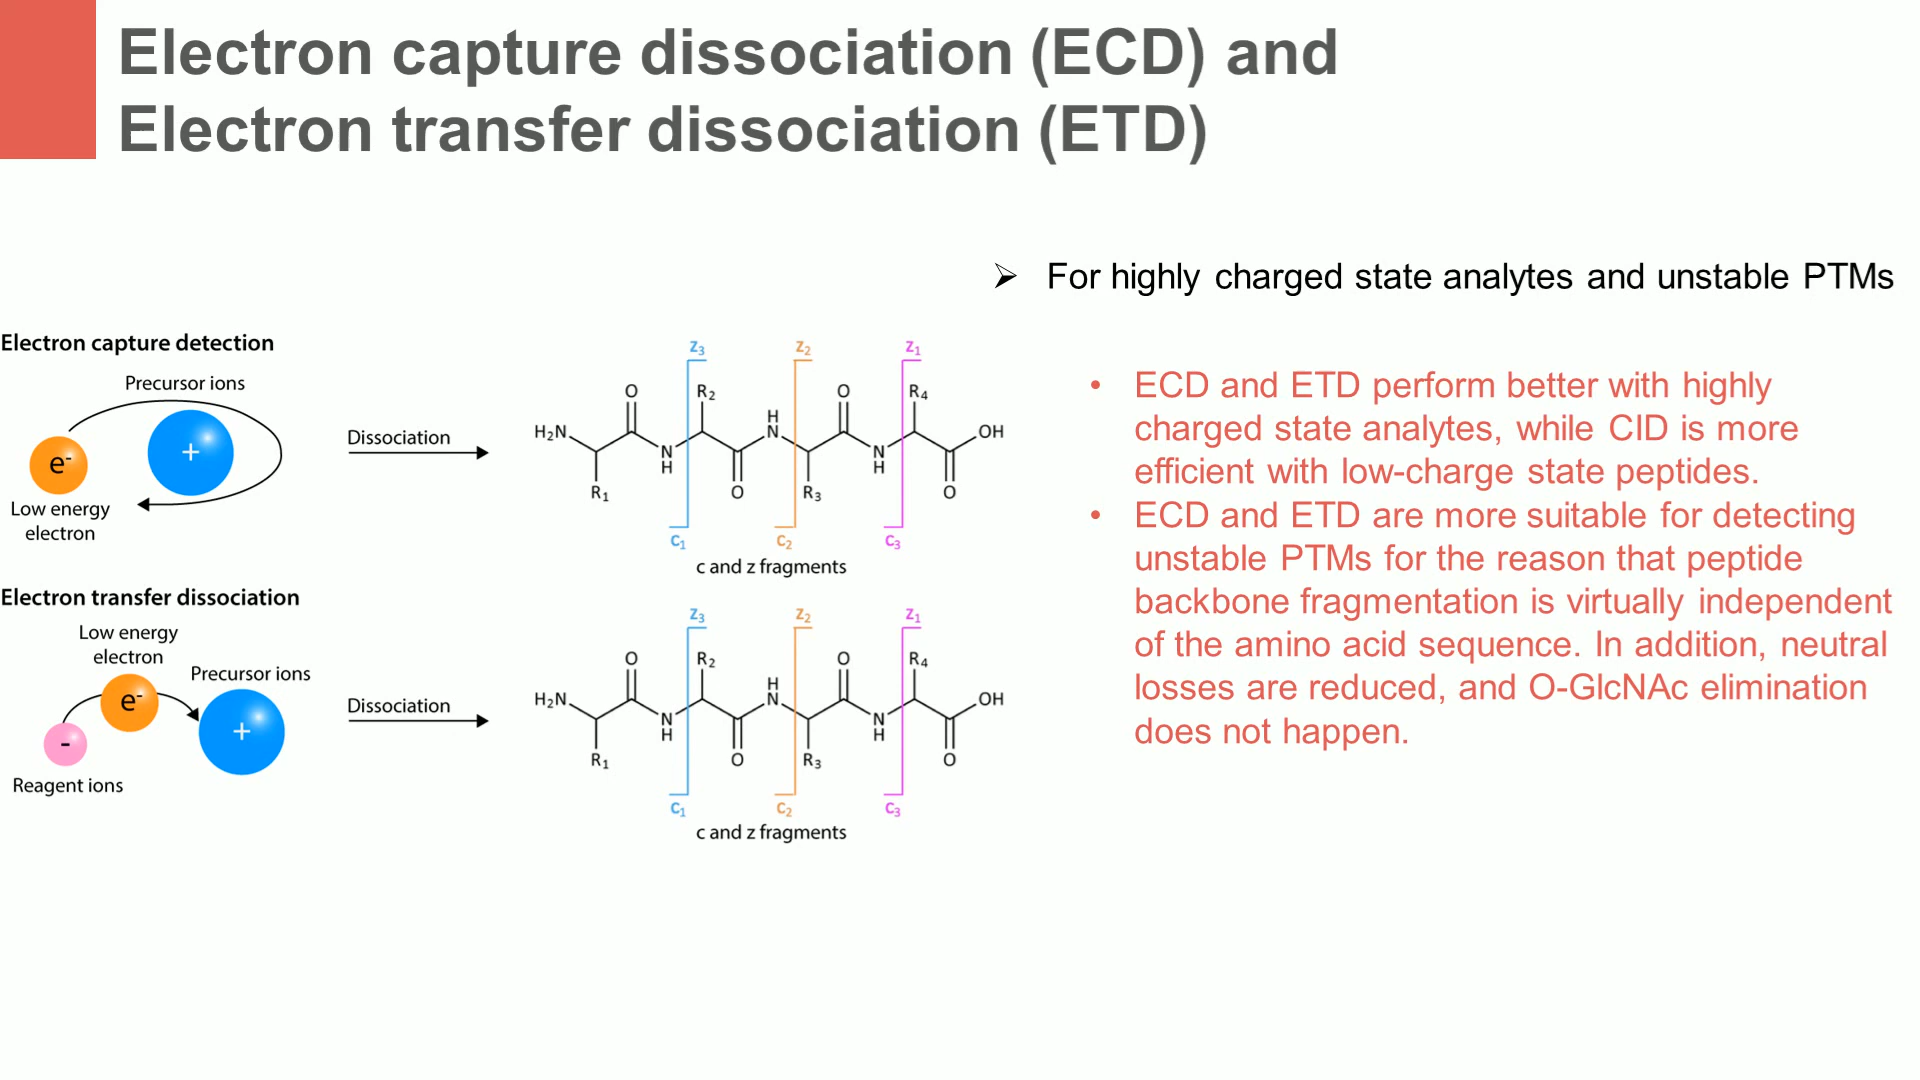 Electron capture dissociation (ECD) and
Electron transfer dissociation (ETD)
➢ For highly charged state analytes and unstable PTMs
Electron capture detection
Precursor ions
e-
+
Low energy
electron
Dissociation
z3 z2 z1
O R2 H O R4
H2N N N N OH
H H
R1 O R3 O
c1 c2 c3
c and z fragments
Electron transfer dissociation
Low energy
electron
Precursor ions
e-
+
-
Reagent ions
Dissociation
z3 z2 z1
O R2 H O R4
H2N N N N OH
H H
R1 O R3 O
c1 c2 c3
c and z fragments
• ECD and ETD perform better with highly
charged state analytes, while CID is more
efficient with low-charge state peptides.
• ECD and ETD are more suitable for detecting
unstable PTMs for the reason that peptide
backbone fragmentation is virtually independent
of the amino acid sequence. In addition, neutral
losses are reduced, and O-GlcNAc elimination
does not happen.